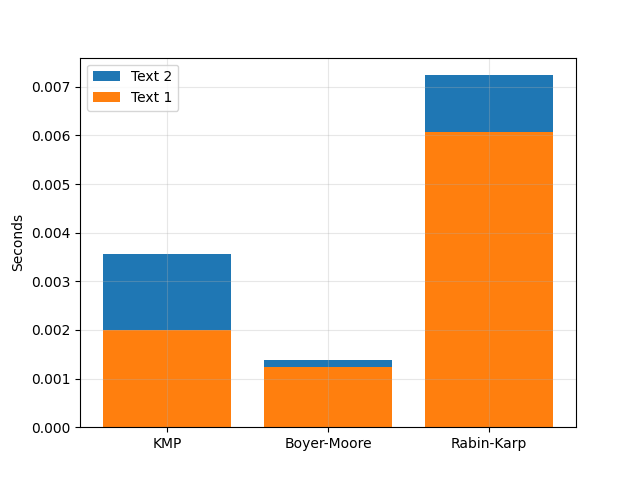 Text 2
Text 1
0.007
0.006
0.005
0.004
0.003
0.002
0.001
0.000
Seconds
KMP
Boyer-Moore
Rabin-Karp